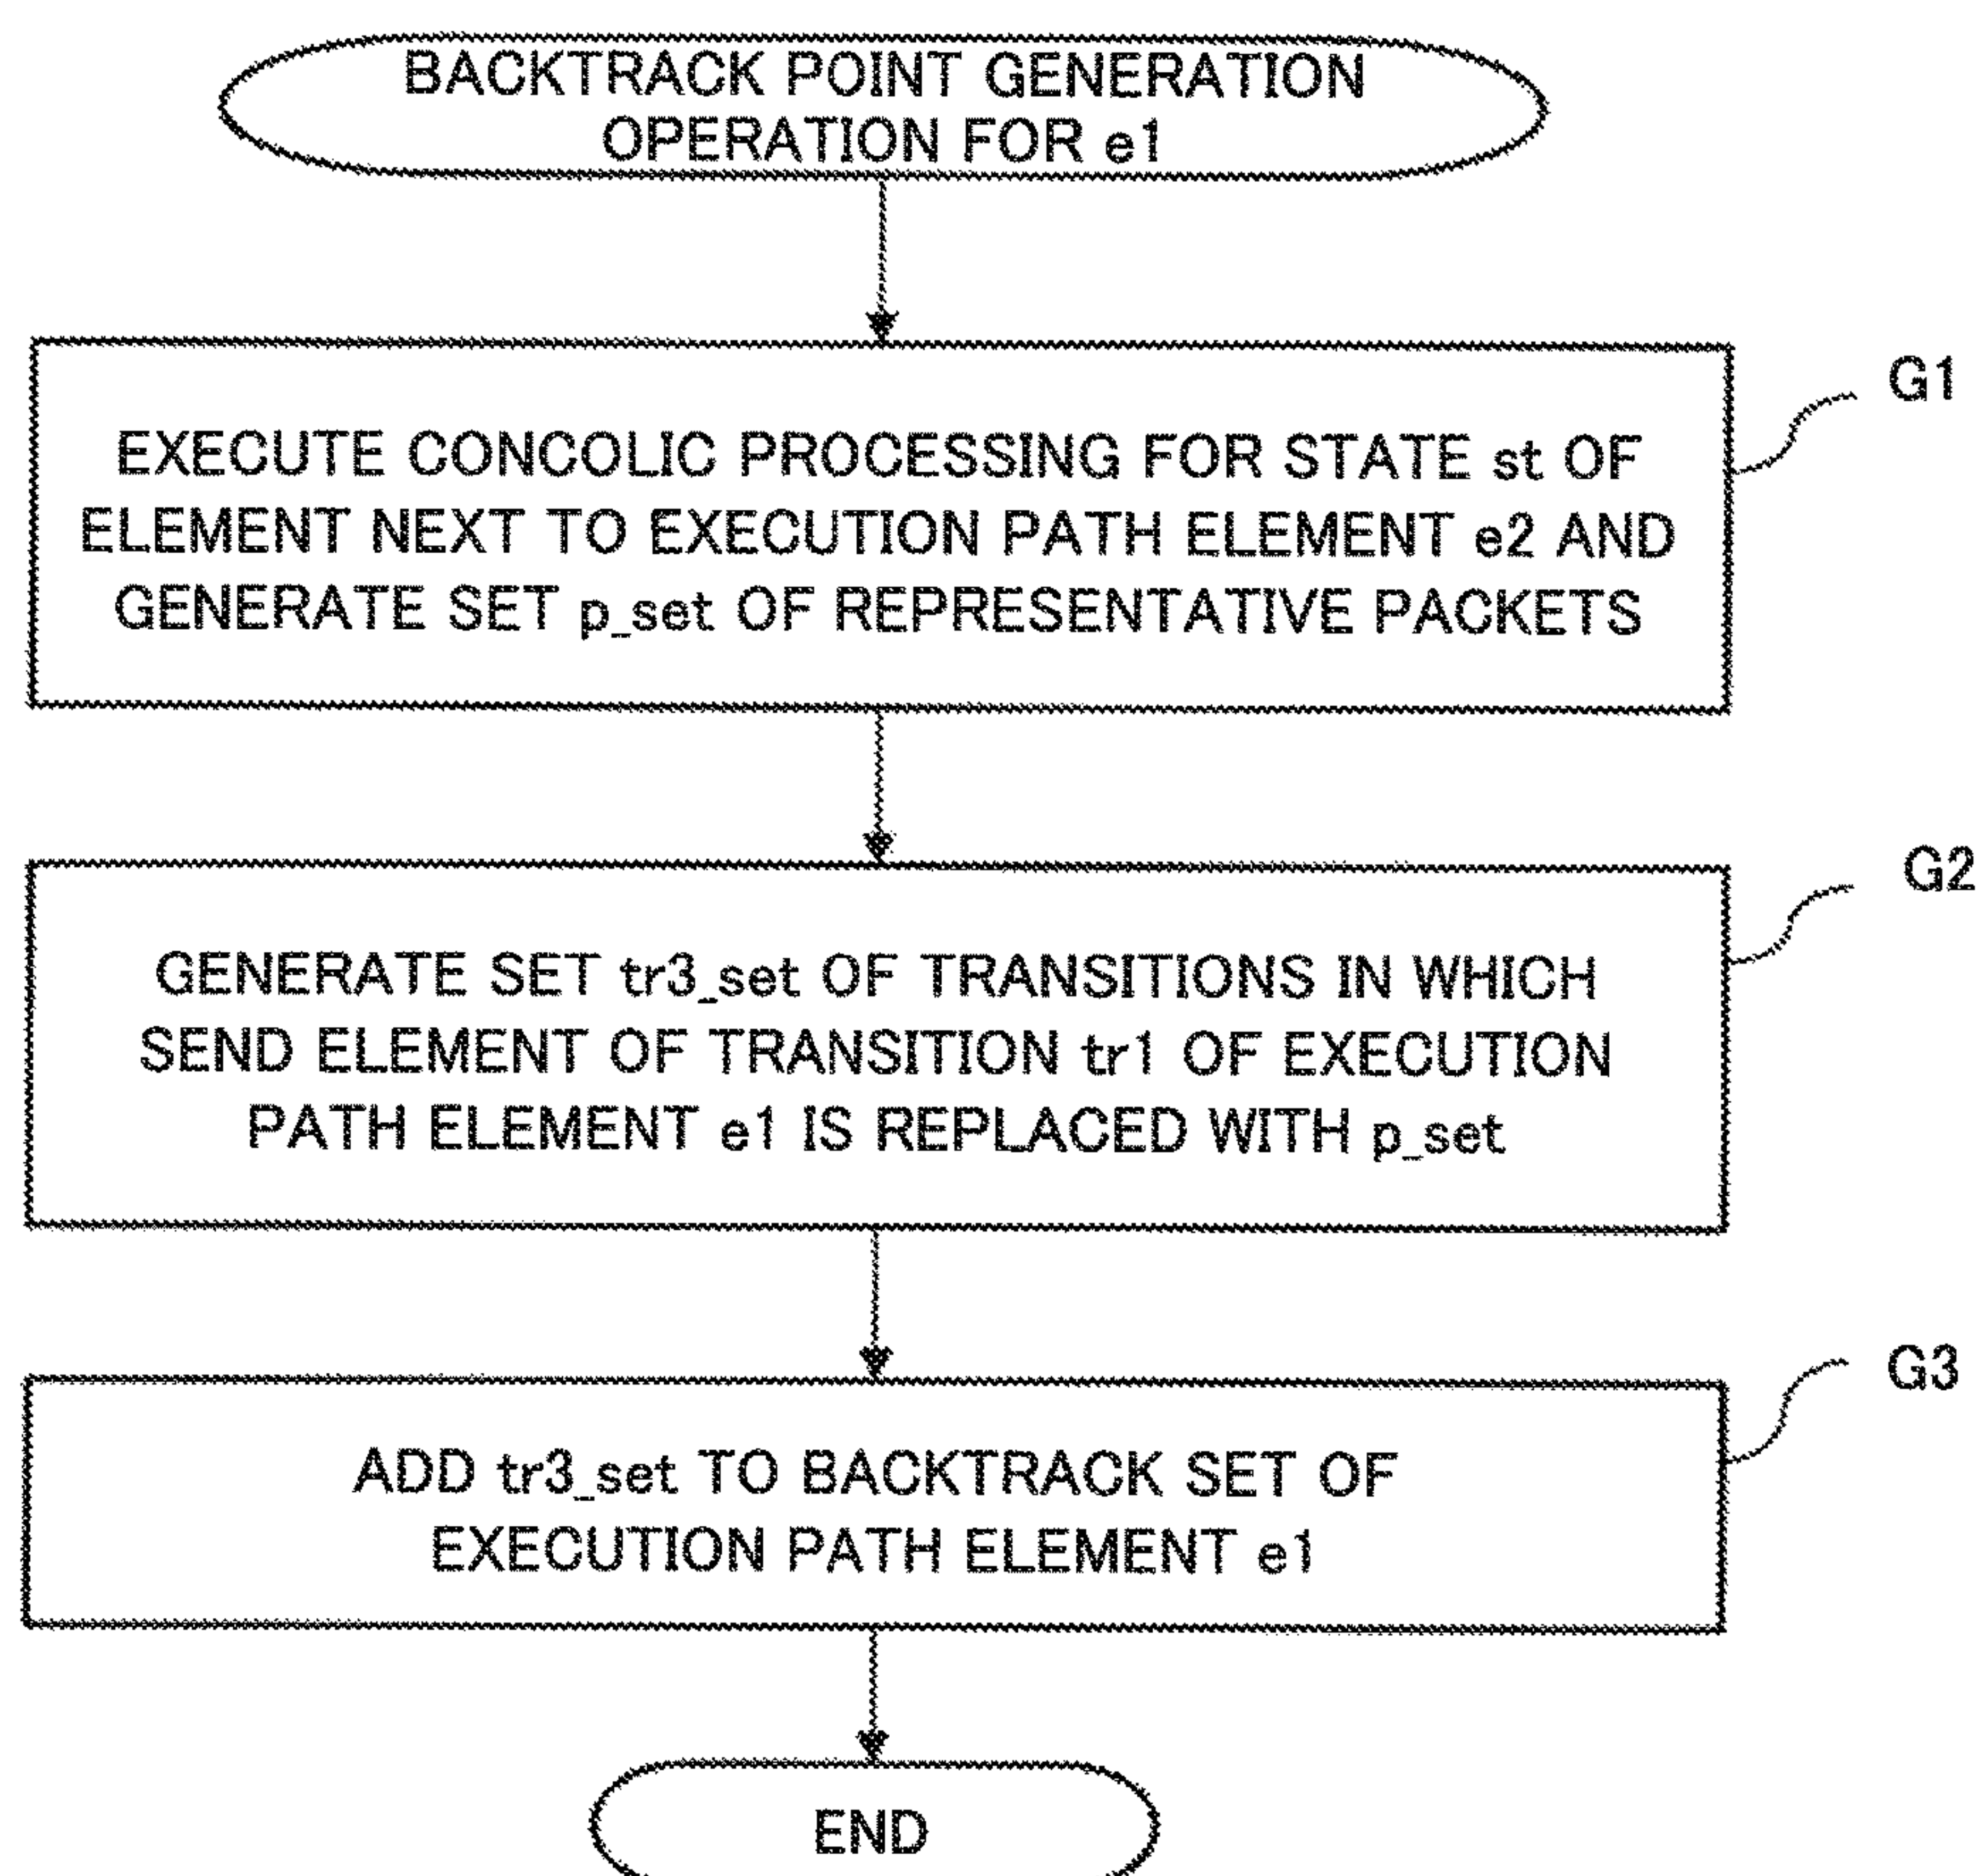 BACKTRACK POINT GENERATION
OPERATION FOR e1
G1
EXECUTE CONCOLIC PROCESSING FOR STATE st OF
ELEMENT NEXT TO EXECUTION PATH ELEMENT e2 AND
GENERATE SET p_set OF REPRESENTATIVE PACKETS
G2
GENERATE SET tr3_set OF TRANSITIONS IN WHICH
SEND ELEMENT OF TRANSITION tr1 OF EXECUTION
PATH ELEMENT e1 IS REPLACED WITH p_set
G3
ADD tr3_set TO BACKTRACK SET OF
EXECUTION PATH ELEMENT e1
END